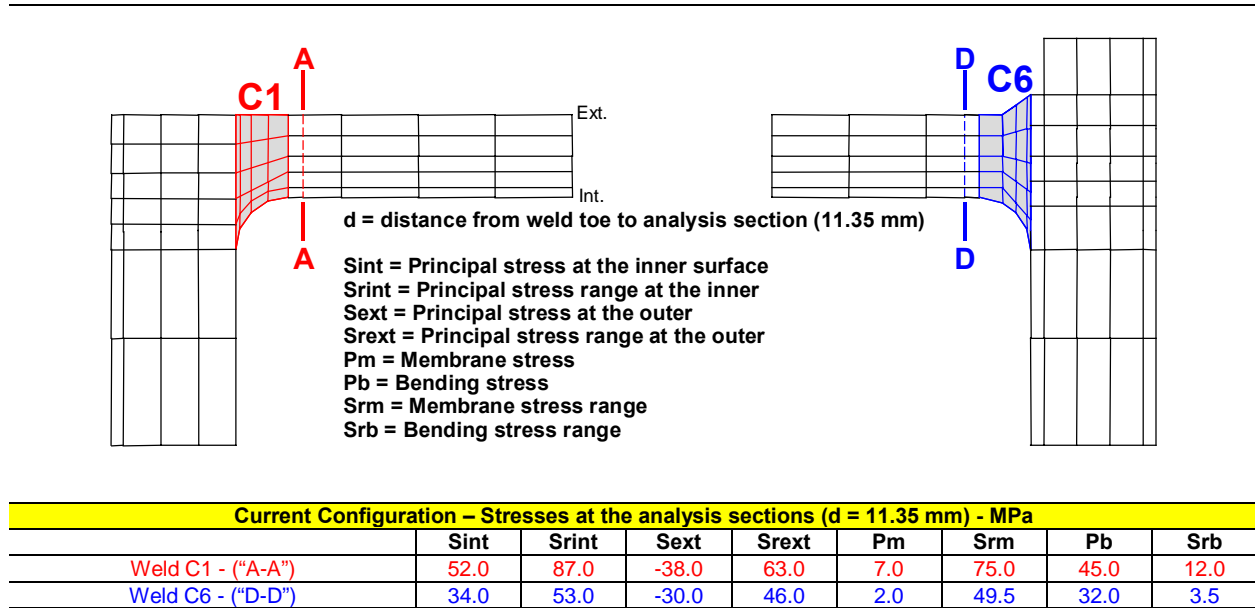 A
C1
Ext.
Int.
A
D
C6
D
d = distance from weld toe to analysis section (11.35 mm)
Sint = Principal stress at the inner surface
Srint = Principal stress range at the inner
Sext = Principal stress at the outer
Srext = Principal stress range at the outer
Pm = Membrane stress
Pb = Bending stress
Srm = Membrane stress range
Srb = Bending stress range
Current Configuration – Stresses at the analysis sections (d = 11.35 mm) - MPa
Sint Srint Sext Srext Pm Srm Pb Srb
Weld C1 - ("A-A") 52.0 87.0 -38.0 63.0 7.0 75.0 45.0 12.0
Weld C6 - ("D-D") 34.0 53.0 -30.0 46.0 2.0 49.5 32.0 3.5